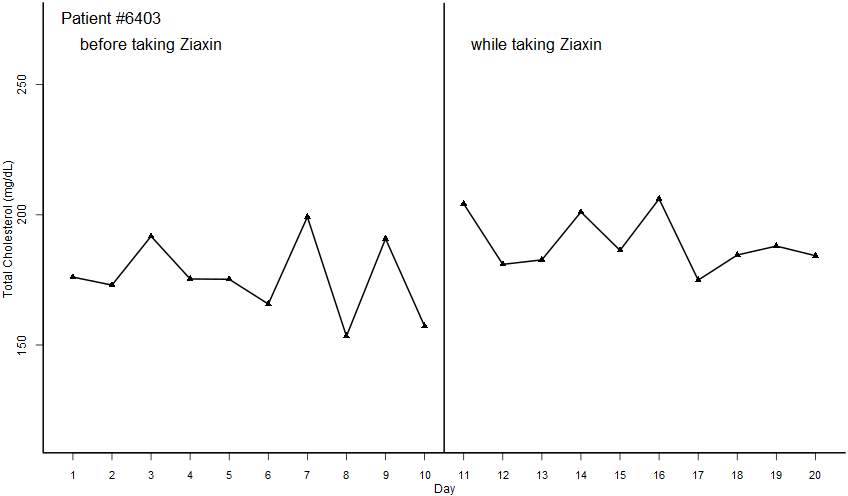 Patient #6403
before taking Ziaxin
while taking Ziaxin
Total Cholesterol (mg/dL)
250
200
150
1 2 3 4 5 6 7 8 9 10 11 12 13 14 15 16 17 18 19 20
Day